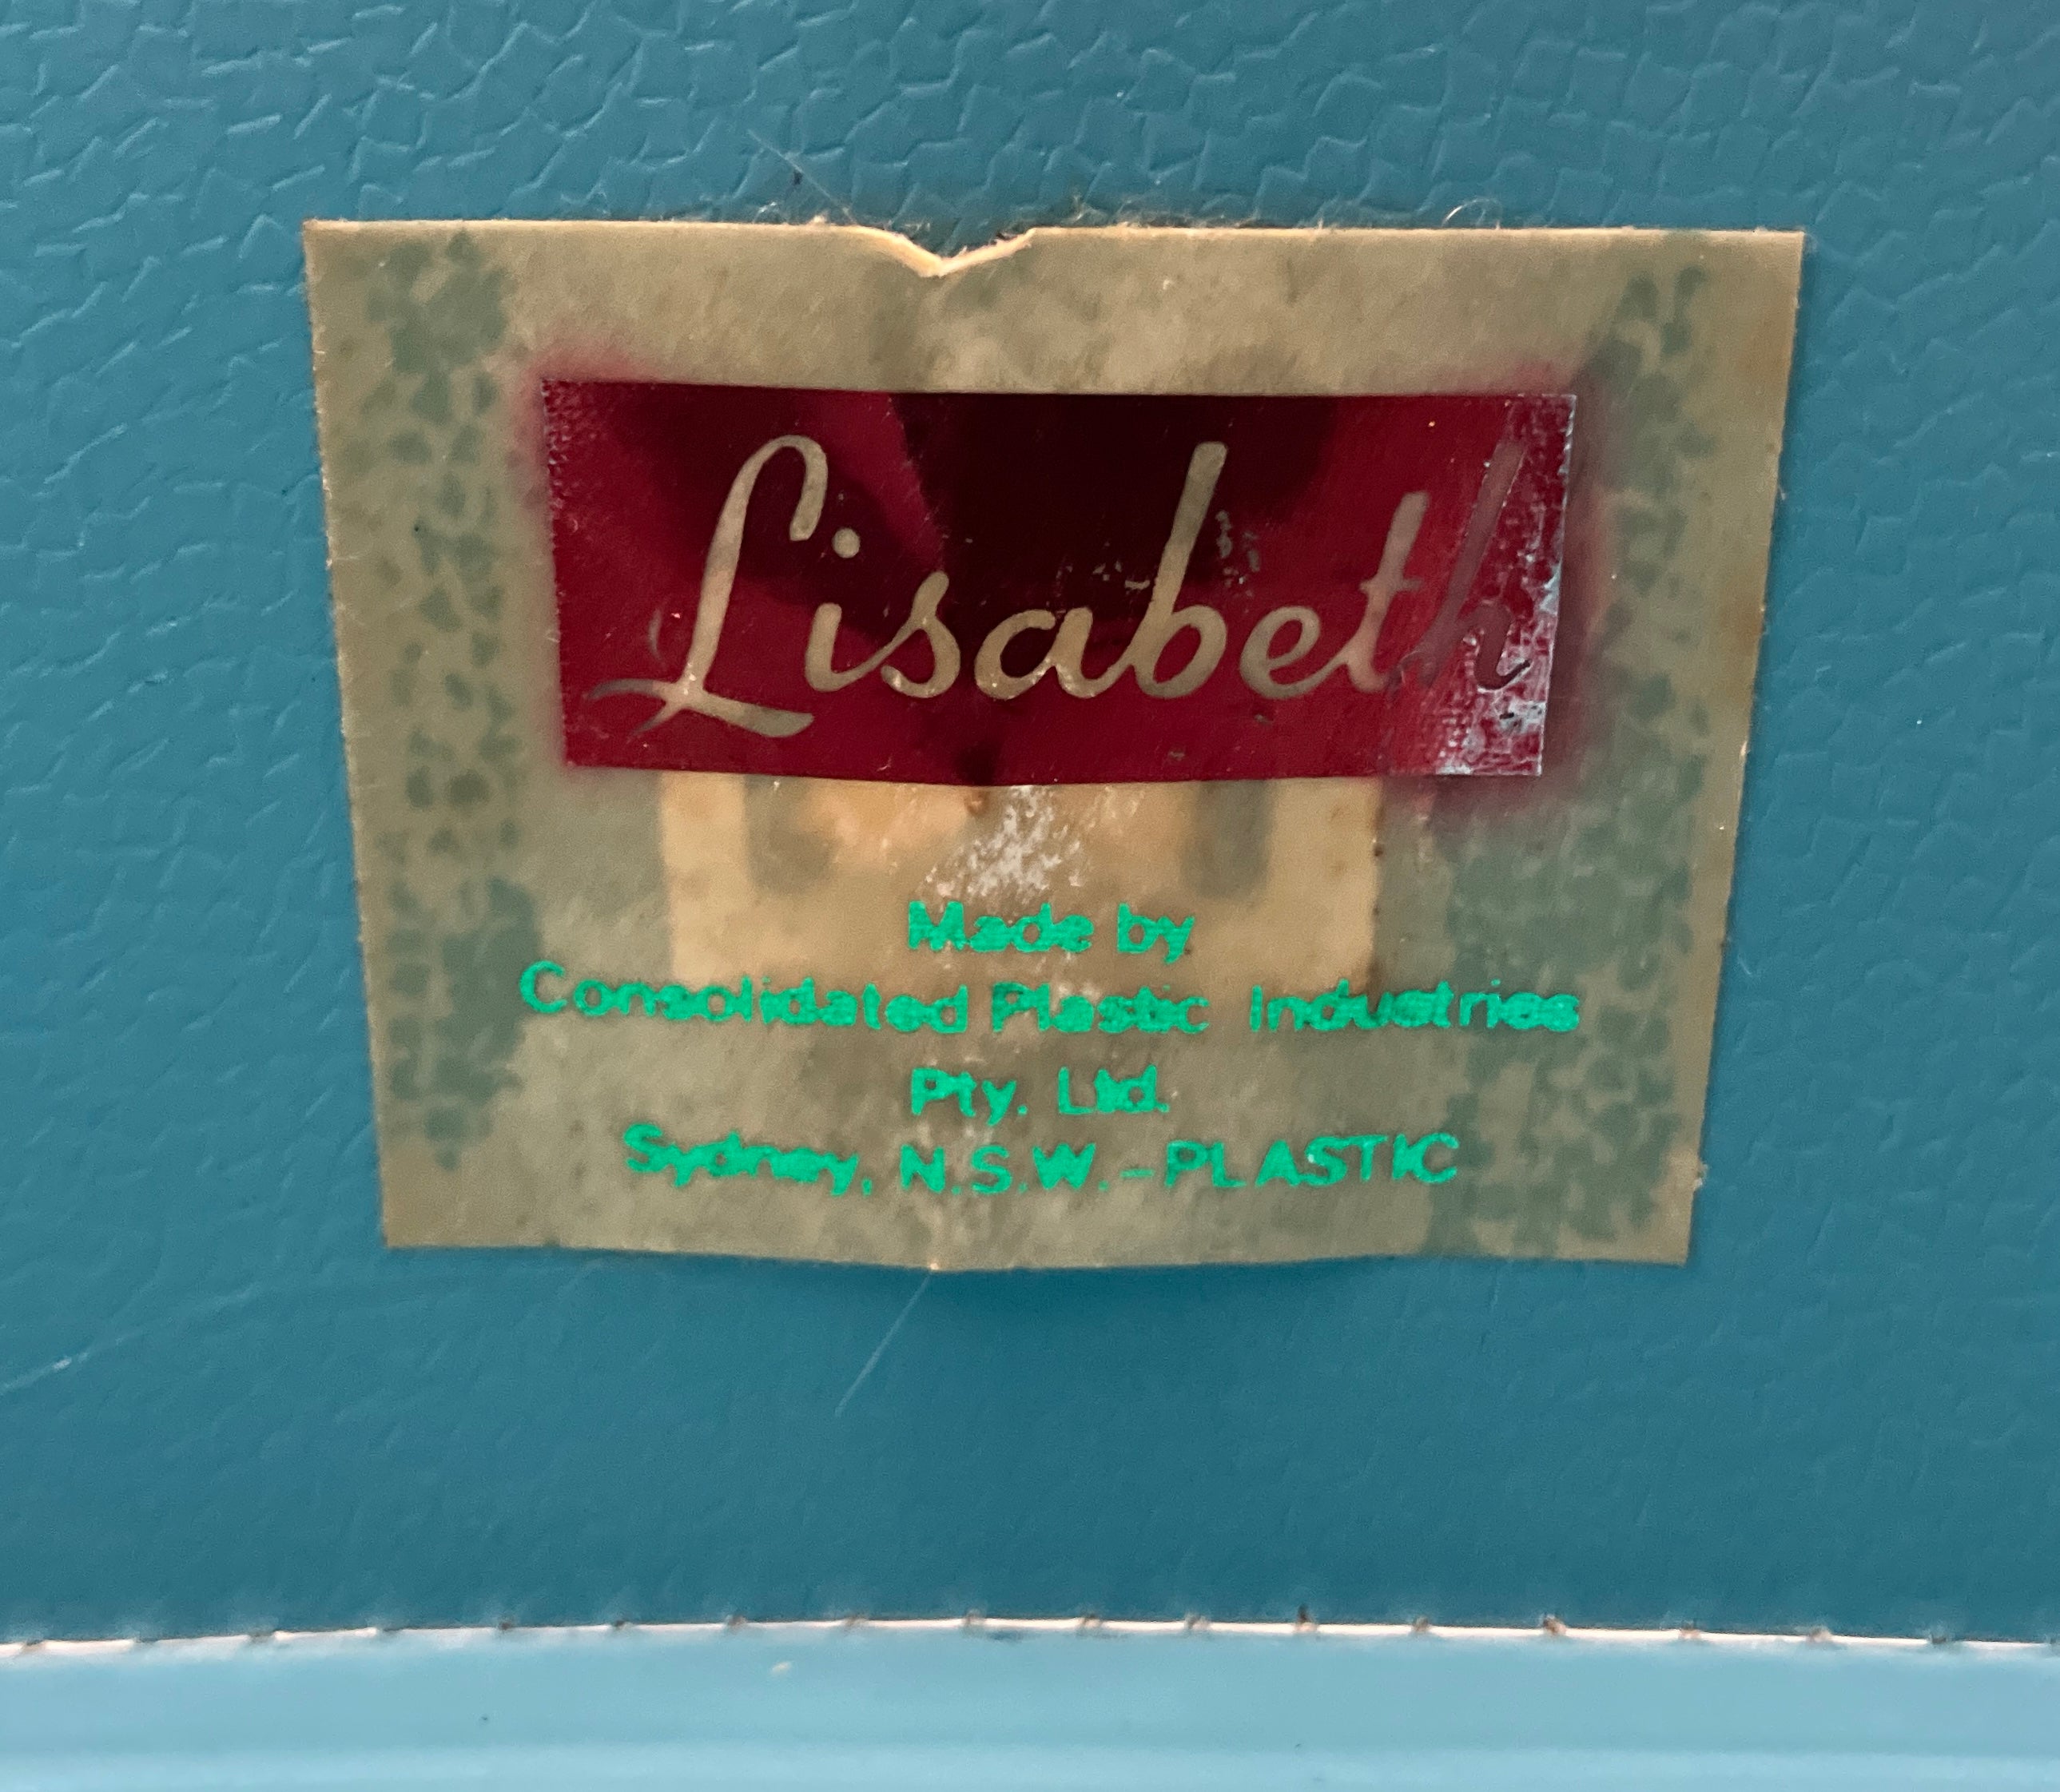 Lisabeth
Made by
Consolidated Plastic Industries
Pty. Ltd.
Sydney, N.S.W.-PLASTIC